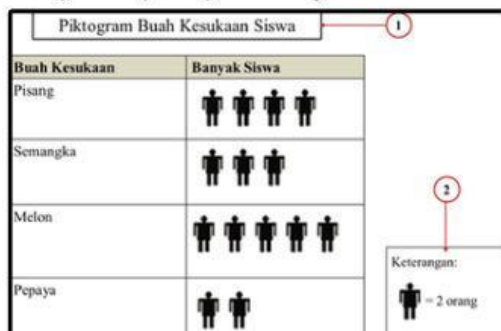 Piktogram Buah Kesukaan Siswa
1
Buah Kesukaan Banyak Siswa
Pisang
Semangka
2
Melon
Keterangan:
= 2 orang
Pepaya